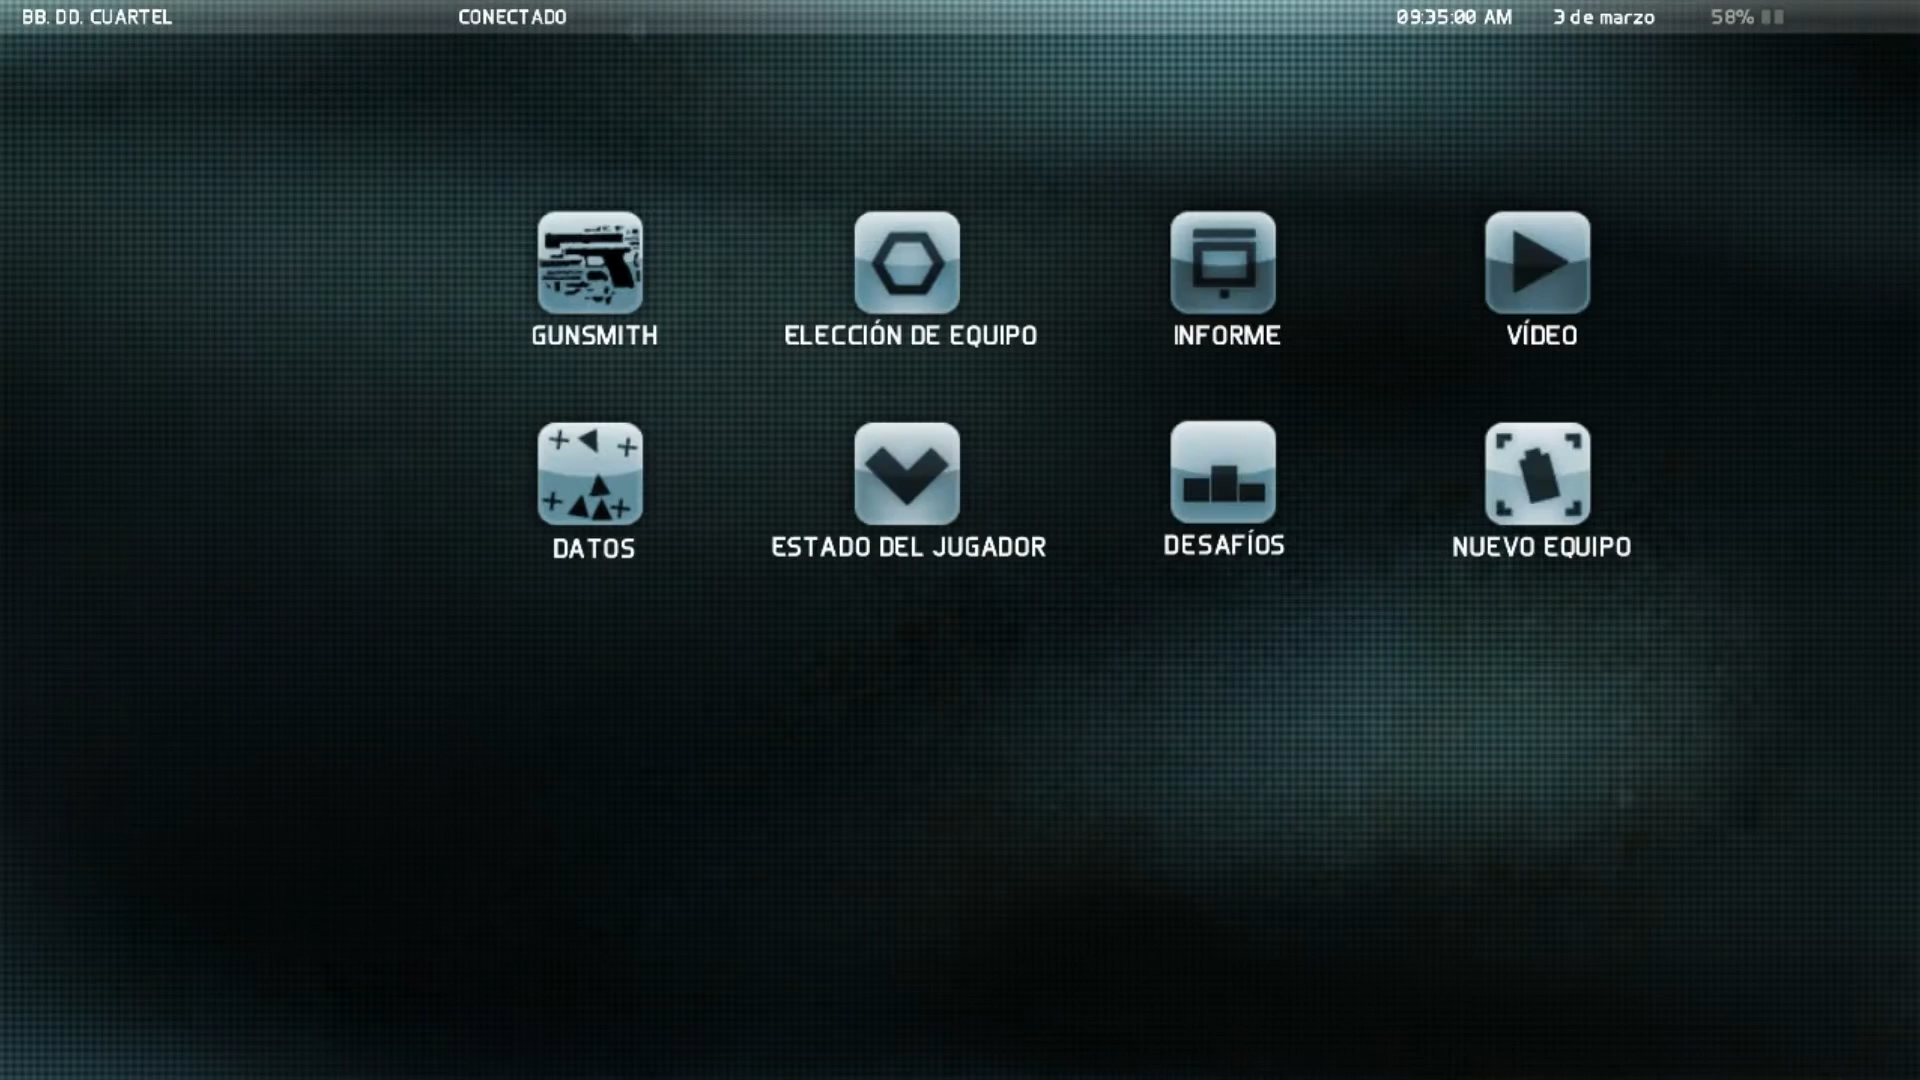 BB. DD. CUARTEL
CONECTADO
09:35:00 AM
3 de marzo
58%
GUNSMITH
ELECCIÓN DE EQUIPO
INFORME
VÍDEO
DATOS
ESTADO DEL JUGADOR
DESAFÍOS
NUEVO EQUIPO